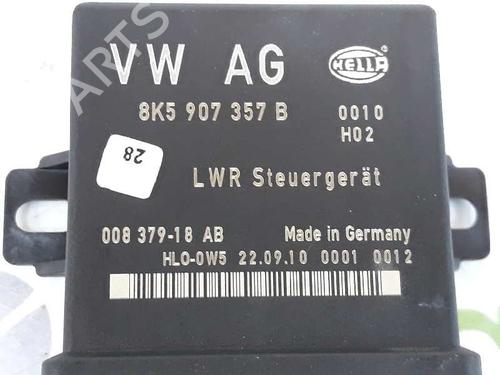 VW AG HELLA
8K5 907 357 B 0010
H02
28
LWR Steuergerät
008 379-18 AB Made in Germany
HLO-0W5 22.09.10 0001 0012